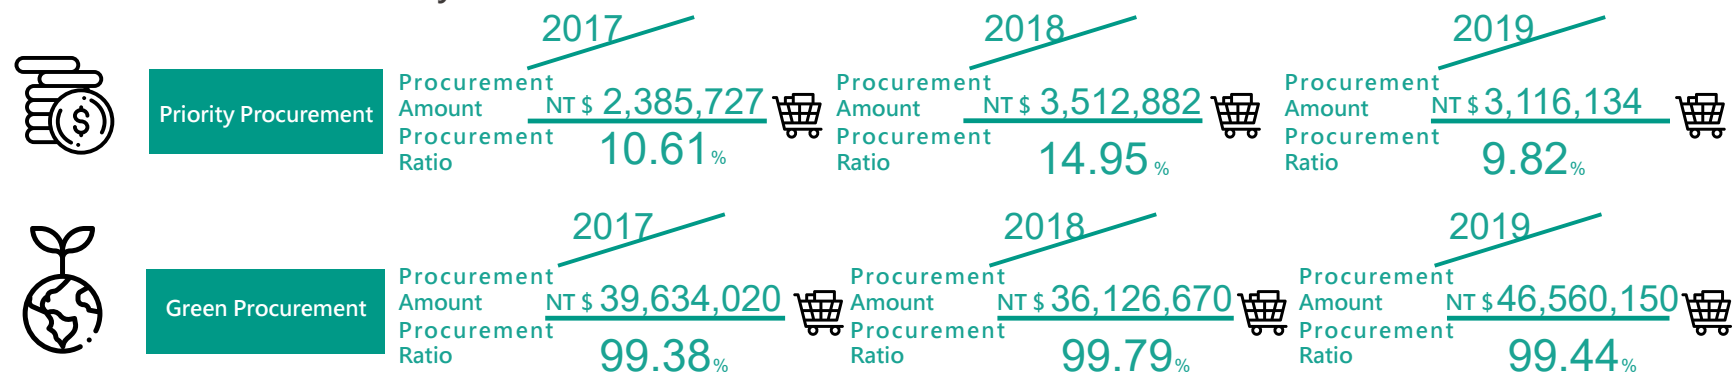 2017
2018
2019
Priority Procurement
Procurement Amount NT $ 2,385,727
Procurement Ratio 10.61 %
Procurement Amount NT $ 3,512,882
Procurement Ratio 14.95 %
Procurement Amount NT $ 3,116,134
Procurement Ratio 9.82 %
2017
2018
2019
Green Procurement
Procurement Amount NT $ 39,634,020
Procurement Ratio 99.38 %
Procurement Amount NT $ 36,126,670
Procurement Ratio 99.79 %
Procurement Amount NT $ 46,560,150
Procurement Ratio 99.44 %